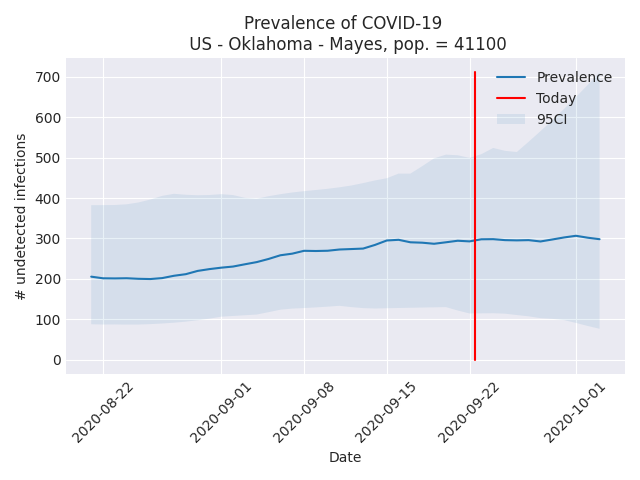 Prevalence of COVID-19
US - Oklahoma - Mayes, pop. = 41100
Prevalence
Today
95CI
# undetected infections
700
600
500
400
300
200
100
0
2020-08-22
2020-09-01
2020-09-08
2020-09-15
2020-09-22
2020-10-01
Date